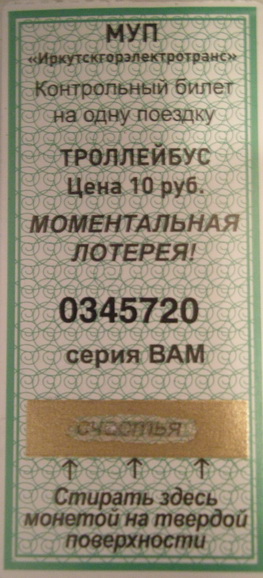 МУП
«Иркутскгорэлектротранс»
Контрольный билет
на одну поездку
ТРОЛЛЕЙБУС
Цена 10 руб.
МОМЕНТАЛЬНАЯ
ЛОТЕРЕЯ!
0345720
серия ВАМ
счастья
Стирать здесь
монетой на твердой
поверхности